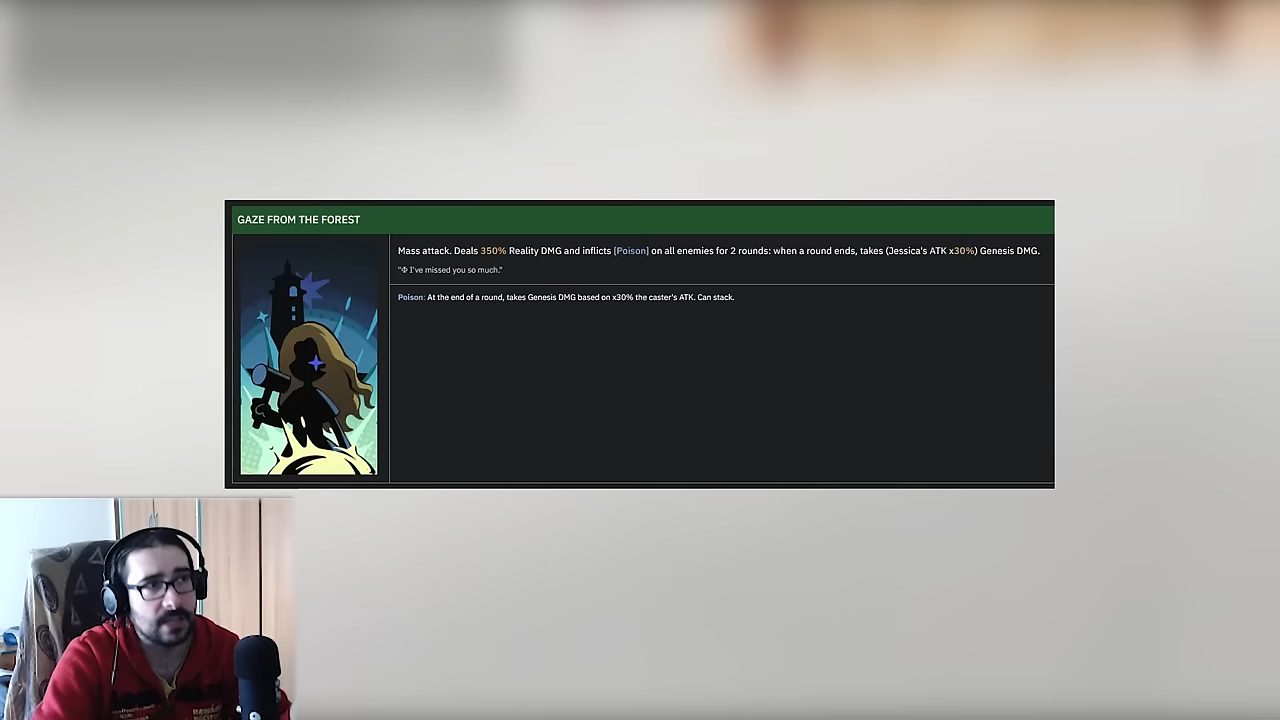 GAZE FROM THE FOREST
Mass attack. Deals 350% Reality DMG and inflicts [Poison] on all enemies for 2 rounds: when a round ends, takes (Jessica's ATK x30%) Genesis DMG.
"Φ I've missed you so much."
Poison: At the end of a round, takes Genesis DMG based on x30% the caster's ATK. Can stack.